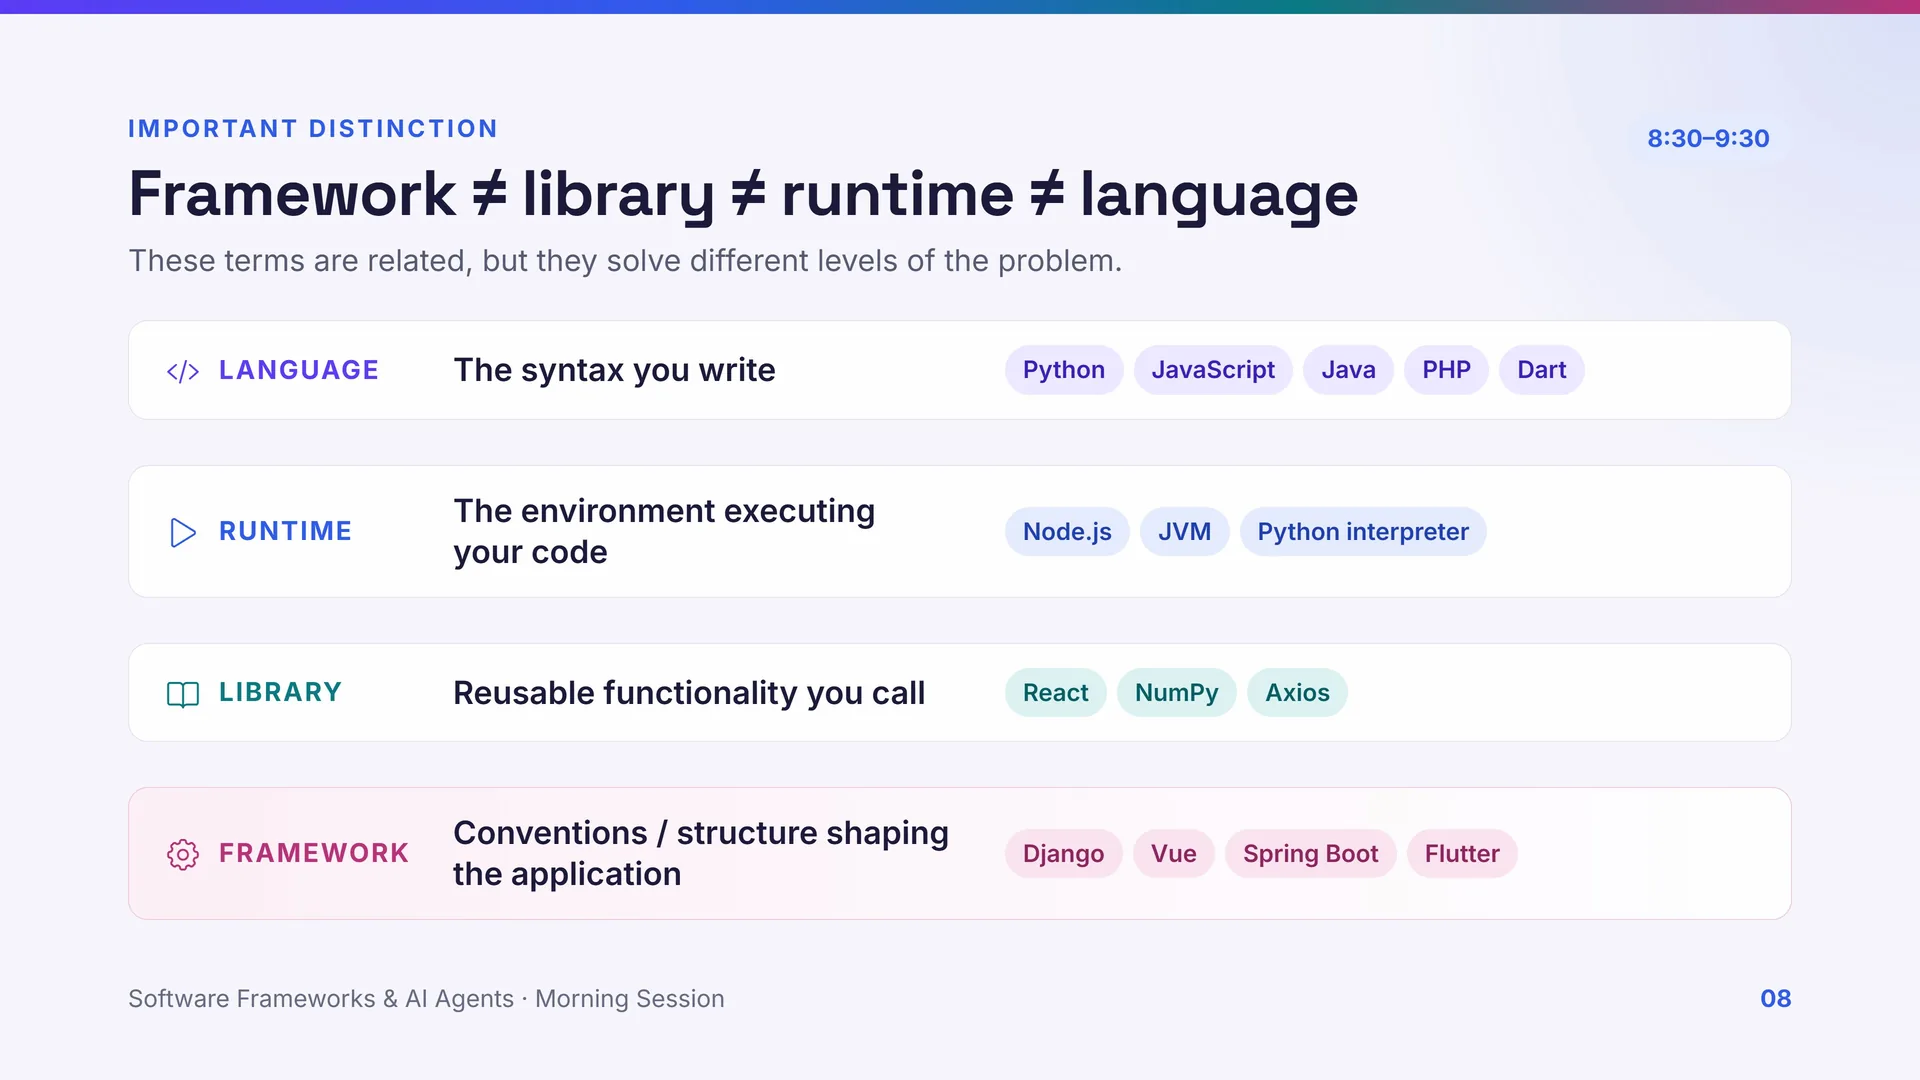 IMPORTANT DISTINCTION
8:30–9:30
Framework ≠ library ≠ runtime ≠ language
These terms are related, but they solve different levels of the problem.
</> LANGUAGE
The syntax you write
Python JavaScript Java PHP Dart
RUNTIME
The environment executing
your code
Node.js JVM Python interpreter
LIBRARY
Reusable functionality you call
React NumPy Axios
FRAMEWORK
Conventions / structure shaping
the application
Django Vue Spring Boot Flutter
Software Frameworks & AI Agents · Morning Session
08